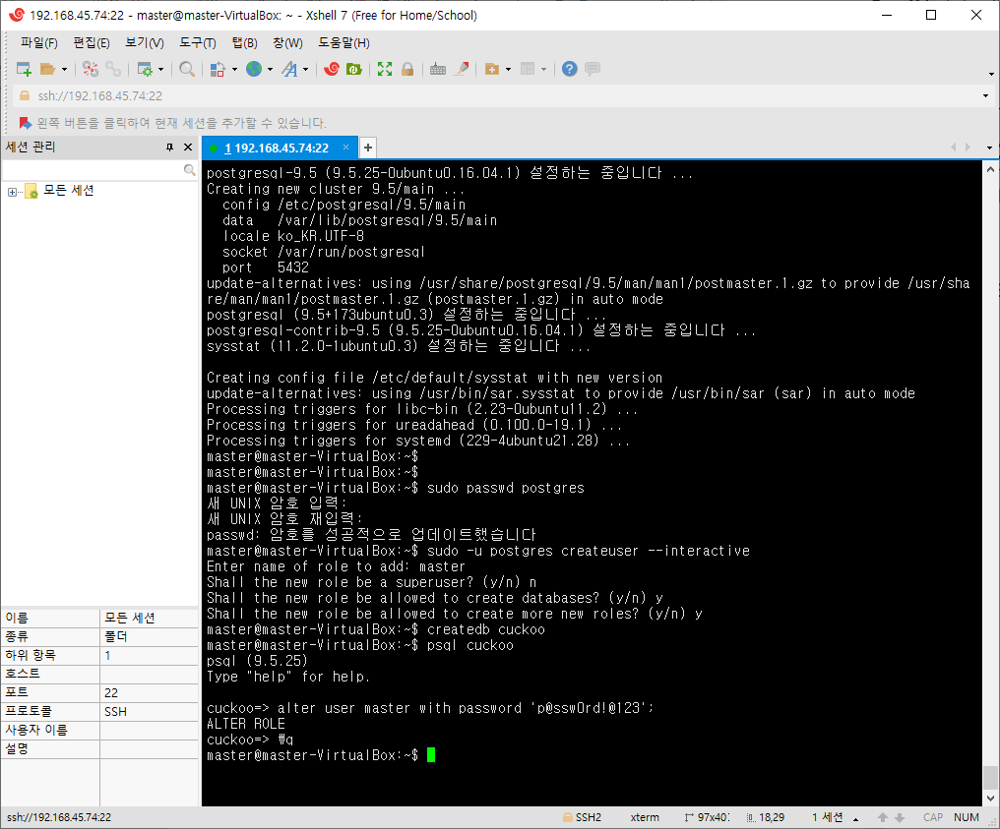 192.168.45.74:22 - master@master-VirtualBox: ~ - Xshell 7 (Free for Home/School)
파일(F) 편집(E) 보기(V) 도구(T) 탭(B) 창(W) 도움말(H)
ssh://192.168.45.74:22
왼쪽 버튼을 클릭하여 현재 세션을 추가할 수 있습니다.
세션 관리
1 192.168.45.74:22
모든 세션
postgresql-9.5 (9.5.25-0ubuntu0.16.04.1) 설정하는 중입니다 ...
Creating new cluster 9.5/main ...
config /etc/postgresql/9.5/main
data /var/lib/postgresql/9.5/main
locale ko_KR.UTF-8
socket /var/run/postgresql
port 5432
update-alternatives: using /usr/share/postgresql/9.5/man/man1/postmaster.1.gz to provide /usr/sha
re/man/man1/postmaster.1.gz (postmaster.1.gz) in auto mode
postgresql (9.5+173ubuntu0.3) 설정하는 중입니다 ...
postgresql-contrib-9.5 (9.5.25-0ubuntu0.16.04.1) 설정하는 중입니다 ...
sysstat (11.2.0-1ubuntu0.3) 설정하는 중입니다 ...
Creating config file /etc/default/sysstat with new version
update-alternatives: using /usr/bin/sar.sysstat to provide /usr/bin/sar (sar) in auto mode
Processing triggers for libc-bin (2.23-0ubuntu11.2) ...
Processing triggers for ureadahead (0.100.0-19.1) ...
Processing triggers for systemd (229-4ubuntu21.28) ...
master@master-VirtualBox:~$
master@master-VirtualBox:~$
master@master-VirtualBox:~$ sudo passwd postgres
새 UNIX 암호 입력:
새 UNIX 암호 재입력:
passwd: 암호를 성공적으로 업데이트했습니다
master@master-VirtualBox:~$ sudo -u postgres createuser --interactive
Enter name of role to add: master
Shall the new role be a superuser? (y/n) n
Shall the new role be allowed to create databases? (y/n) y
Shall the new role be allowed to create more new roles? (y/n) y
master@master-VirtualBox:~$ createdb cuckoo
master@master-VirtualBox:~$ psql cuckoo
psql (9.5.25)
Type "help" for help.
cuckoo=> alter user master with password 'p@ssw0rd!@123';
ALTER ROLE
cuckoo=> ₩q
master@master-VirtualBox:~$
이름 모든 세션
종류 폴더
하위 항목 1
호스트
포트 22
프로토콜 SSH
사용자 이름
설명
ssh://192.168.45.74:22 SSH2 xterm 97x40 18,29 1 세션 CAP NUM